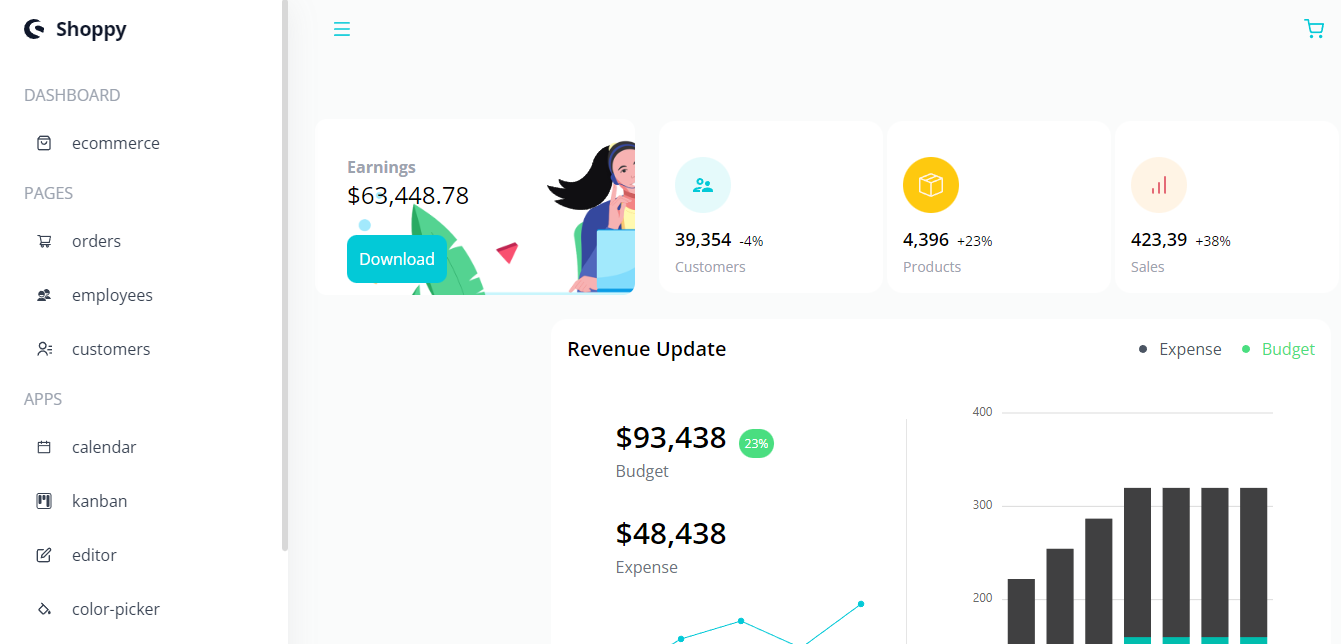 Shoppy
DASHBOARD
ecommerce
PAGES
orders
employees
customers
APPS
calendar
kanban
editor
color-picker
Earnings
$63,448.78
Download
39,354 -4%
Customers
4,396 +23%
Products
423,39 +38%
Sales
Revenue Update
Expense Budget
$93,438 23%
Budget
$48,438
Expense
400
300
200